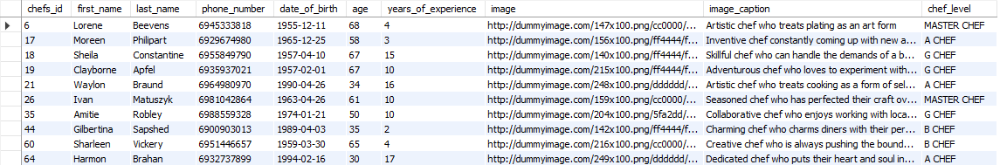 chefs_id first_name last_name phone_number date_of_birth age years_of_experience image image_caption chef_level
6 Lorene Beevens 6945333818 1955-12-11 68 4 http://dummyimage.com/147x100.png/cc0000/... Artistic chef who treats plating as an art form MASTER CHEF
17 Moreen Philipart 6929674980 1965-12-25 58 3 http://dummyimage.com/156x100.png/ff4444/f... Inventive chef constantly coming up with new a... A CHEF
18 Sheila Constantine 6955849790 1957-04-10 67 15 http://dummyimage.com/140x100.png/ff4444/f... Skillful chef who can handle the demands of a b... G CHEF
19 Clayborne Apfel 6935937021 1957-02-01 67 10 http://dummyimage.com/215x100.png/ff4444/f... Adventurous chef who loves to experiment with... G CHEF
21 Waylon Braund 6964980970 1990-04-26 34 16 http://dummyimage.com/248x100.png/dddddd/... Artistic chef who treats cooking as a form of sel... A CHEF
26 Ivan Matuszyk 6981042864 1963-04-26 61 10 http://dummyimage.com/159x100.png/cc0000/... Seasoned chef who has perfected their craft ov... MASTER CHEF
35 Amitie Robley 6988559328 1974-01-21 50 10 http://dummyimage.com/204x100.png/5fa2dd/... Collaborative chef who enjoys working with loca... G CHEF
44 Gilbertina Sapshed 6900903013 1989-04-03 35 2 http://dummyimage.com/142x100.png/ff4444/f... Charming chef who charms diners with their per... B CHEF
60 Sharleen Vickery 6951446657 1959-03-30 65 4 http://dummyimage.com/216x100.png/cc0000/... Creative chef who is always pushing the bound... B CHEF
64 Harmon Brahan 6932737899 1994-02-16 30 17 http://dummyimage.com/249x100.png/dddddd/... Dedicated chef who puts their heart and soul in... A CHEF